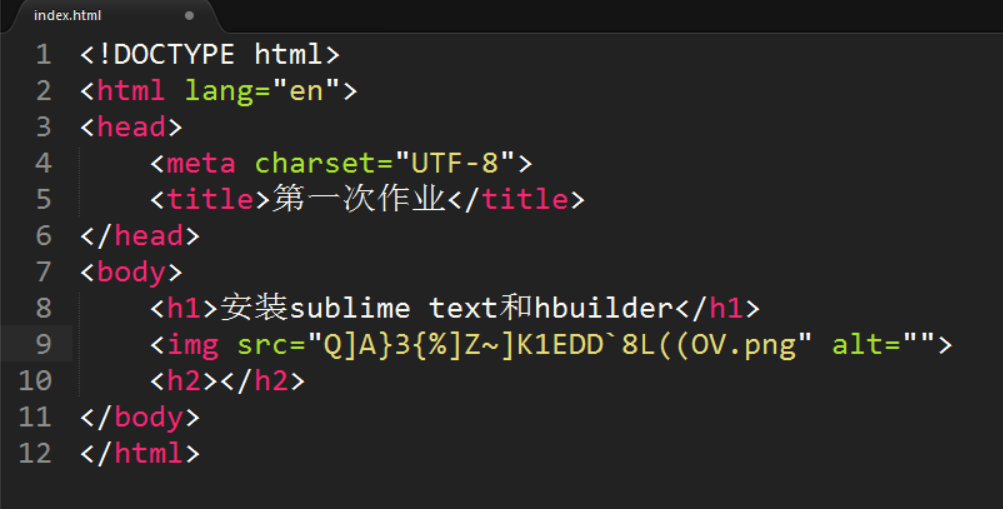 index.html
1 <!DOCTYPE html>
2 <html lang="en">
3 <head>
4     <meta charset="UTF-8">
5     <title>第一次作业</title>
6 </head>
7 <body>
8     <h1>安装sublime text和hbuilder</h1>
9     <img src="Q]A}3{%]Z~]K1EDD`8L((OV.png" alt="">
10     <h2></h2>
11 </body>
12 </html>